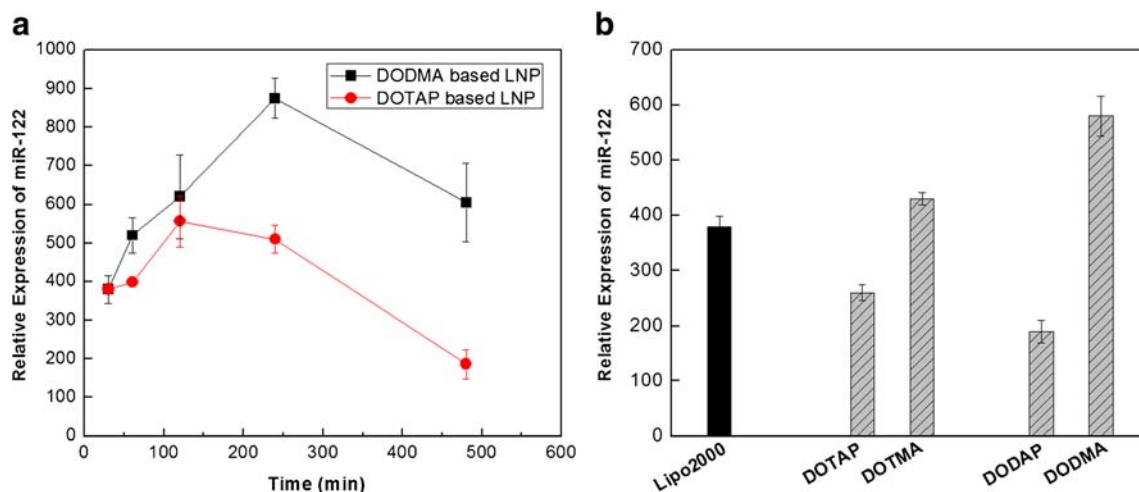 a
Relative Expression of miR-122
1000
900
800
700
600
500
400
300
200
100
0
DODMA based LNP
DOTAP based LNP
0
100
200
300
400
500
600
Time (min)
b
Relative Expression of miR-122
700
600
500
400
300
200
100
0
Lipo2000
DOTAP
DOTMA
DODAP
DODMA